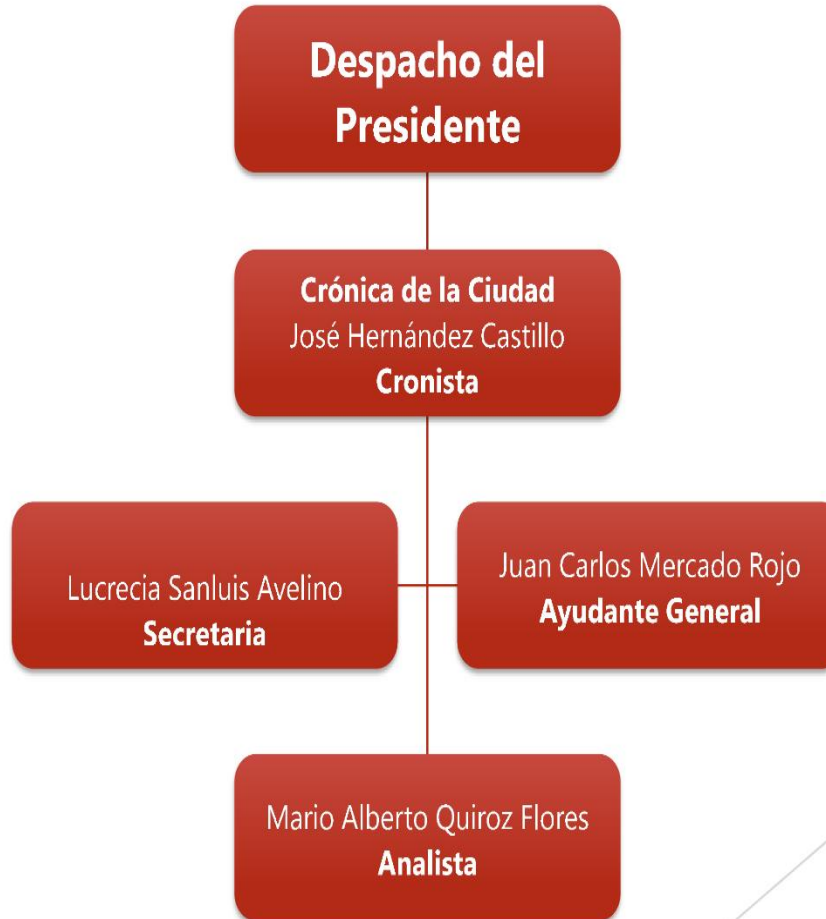 Despacho del
Presidente
Crónica de la Ciudad
José Hernández Castillo
Cronista
Lucrecia Sanluis Avelino
Secretaria
Juan Carlos Mercado Rojo
Ayudante General
Mario Alberto Quiroz Flores
Analista